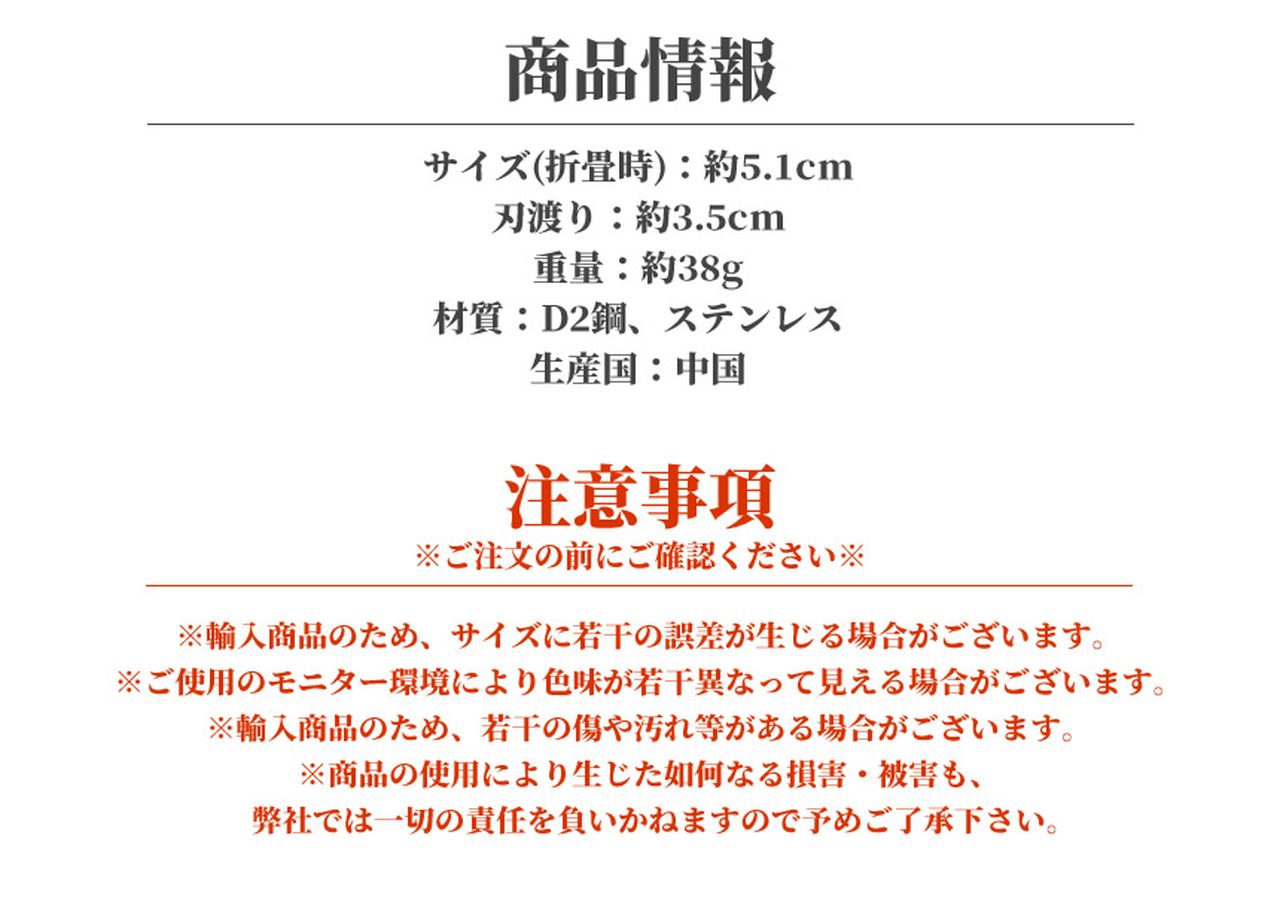 商品情報
サイズ(折畳時)：約5.1cm
刃渡り：約3.5cm
重量：約38g
材質：D2鋼、ステンレス
生産国：中国
注意事項
※ご注文の前にご確認ください※
※輸入商品のため、サイズに若干の誤差が生じる場合がございます。
※ご使用のモニター環境により色味が若干異なって見える場合がございます。
※輸入商品のため、若干の傷や汚れ等がある場合がございます。
※商品の使用により生じた如何なる損害・被害も、
弊社では一切の責任を負いかねますので予めご了承下さい。